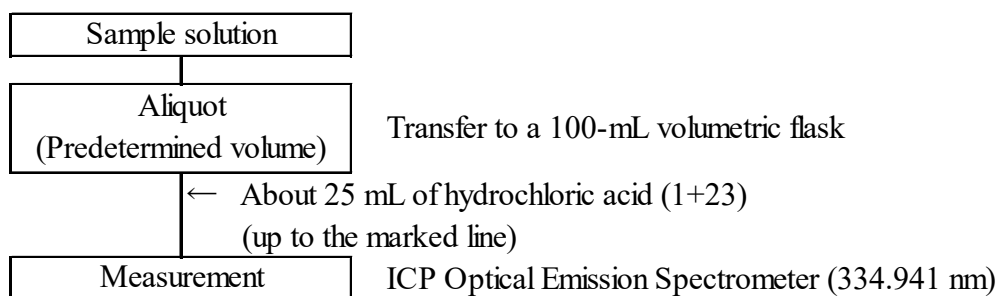 Sample solution
Aliquot
(Predetermined volume)
Transfer to a 100-mL volumetric flask
← About 25 mL of hydrochloric acid (1+23)
(up to the marked line)
Measurement
ICP Optical Emission Spectrometer (334.941 nm)